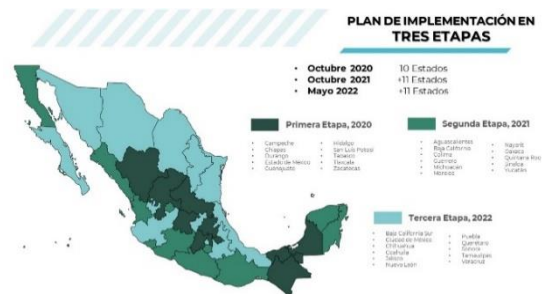 PLAN DE IMPLEMENTACIÓN EN
TRES ETAPAS
• Octubre 2020 10 Estados
• Octubre 2021 +11 Estados
• Mayo 2022 +11 Estados
Primera Etapa, 2020
• Campeche
• Chiapas
• Durango
• Estado de México
• Guanajuato
• Hidalgo
• San Luis Potosí
• Tabasco
• Tlaxcala
• Zacatecas
Segunda Etapa, 2021
• Aguascalientes
• Baja California
• Colima
• Guerrero
• Michoacán
• Morelos
• Nayarit
• Oaxaca
• Quintana Roo
• Sinaloa
• Yucatán
Tercera Etapa, 2022
• Baja California Sur
• Ciudad de México
• Chihuahua
• Coahuila
• Jalisco
• Nuevo León
• Puebla
• Querétaro
• Sonora
• Tamaulipas
• Veracruz